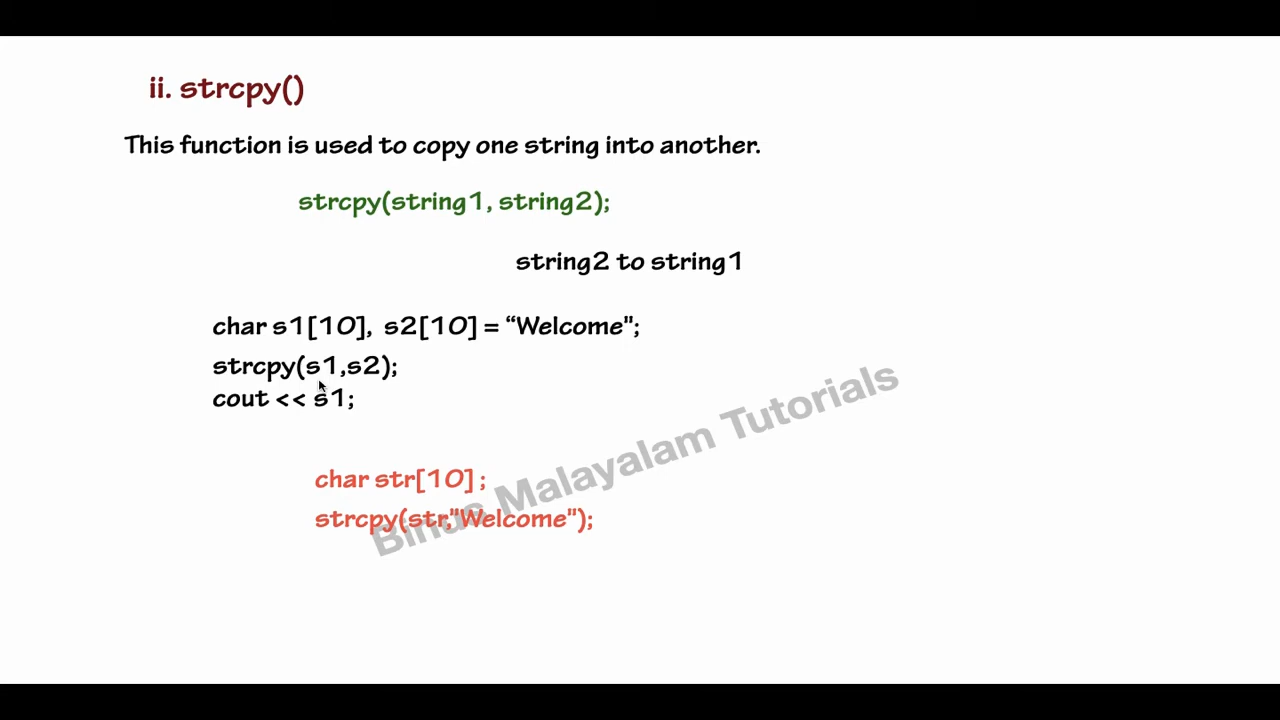 ii. strcpy()
This function is used to copy one string into another.
strcpy(string1, string2);
string2 to string1
char s1[10], s2[10] = “Welcome";
strcpy(s1,s2);
cout << s1;
char str[10] ;
strcpy(str,"Welcome");
Binus Malayalam Tutorials